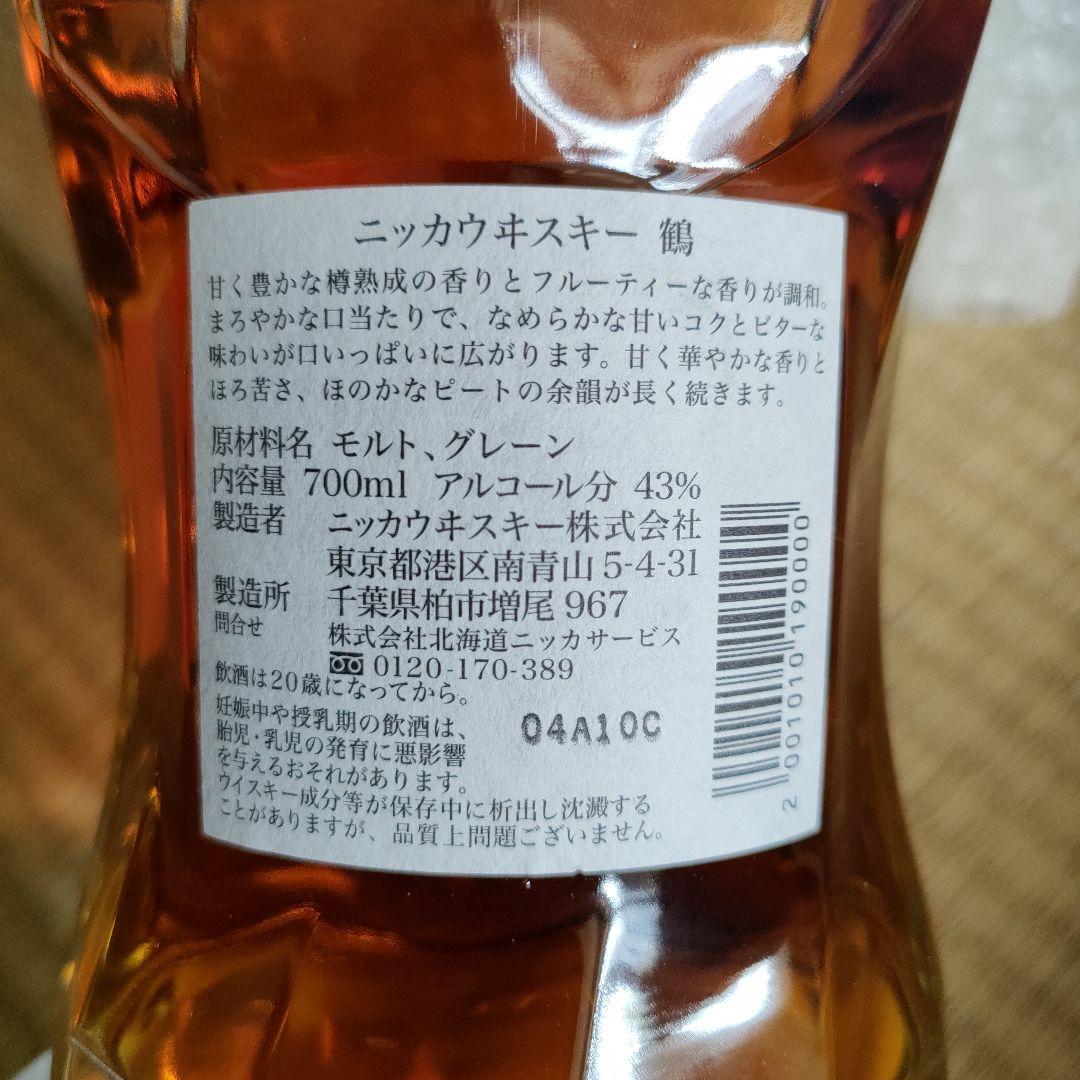 ニッカウヰスキー 鶴
甘く豊かな樽熟成の香りとフルーティーな香りが調和。
まろやかな口当たりで、なめらかな甘いコクとビターな
味わいが口いっぱいに広がります。甘く華やかな香りと
ほろ苦さ、ほのかなピートの余韻が長く続きます。
原材料名 モルト、グレーン
内容量 700ml アルコール分 43%
製造者 ニッカウヰスキー株式会社
東京都港区南青山5-4-31
製造所 千葉県柏市増尾967
問合せ 株式会社北海道ニッカサービス
0120-170-389
飲酒は20歳になってから。
妊娠中や授乳期の飲酒は、
胎児・乳児の発育に悪影響
を与えるおそれがあります。
ウイスキー成分等が保存中に析出し沈澱する
ことがありますが、品質上問題ございません。
04A10C
2001010190000